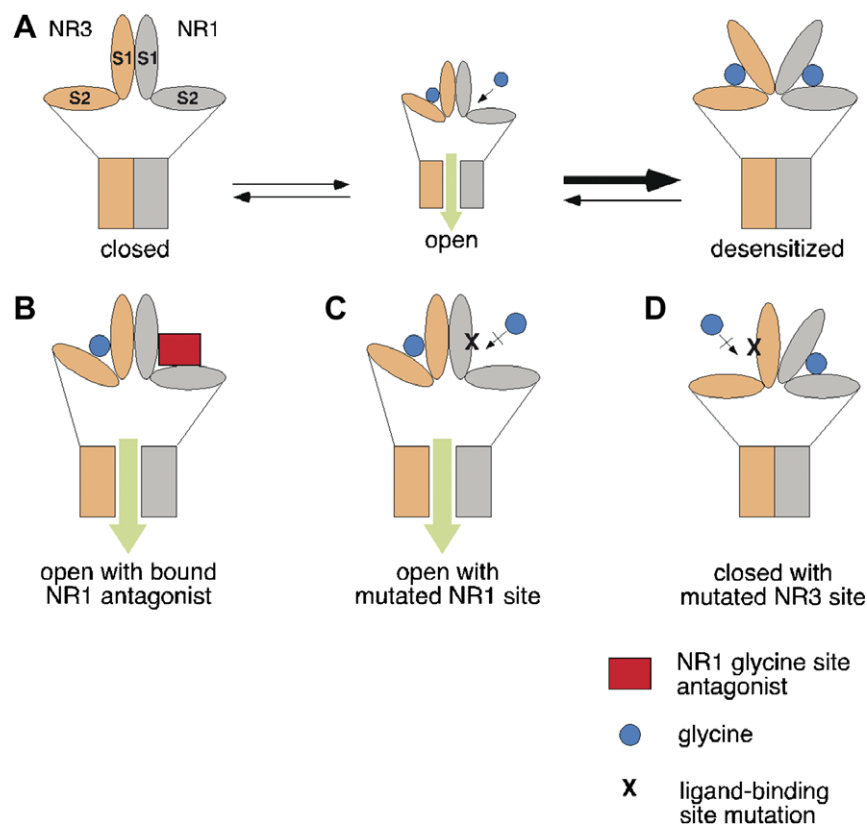 A
NR3
NR1
S1
S1
S2
S2
closed
open
desensitized
B
C
D
X
X
open with bound
NR1 antagonist
open with
mutated NR1 site
closed with
mutated NR3 site
NR1 glycine site
antagonist
glycine
X
ligand-binding
site mutation